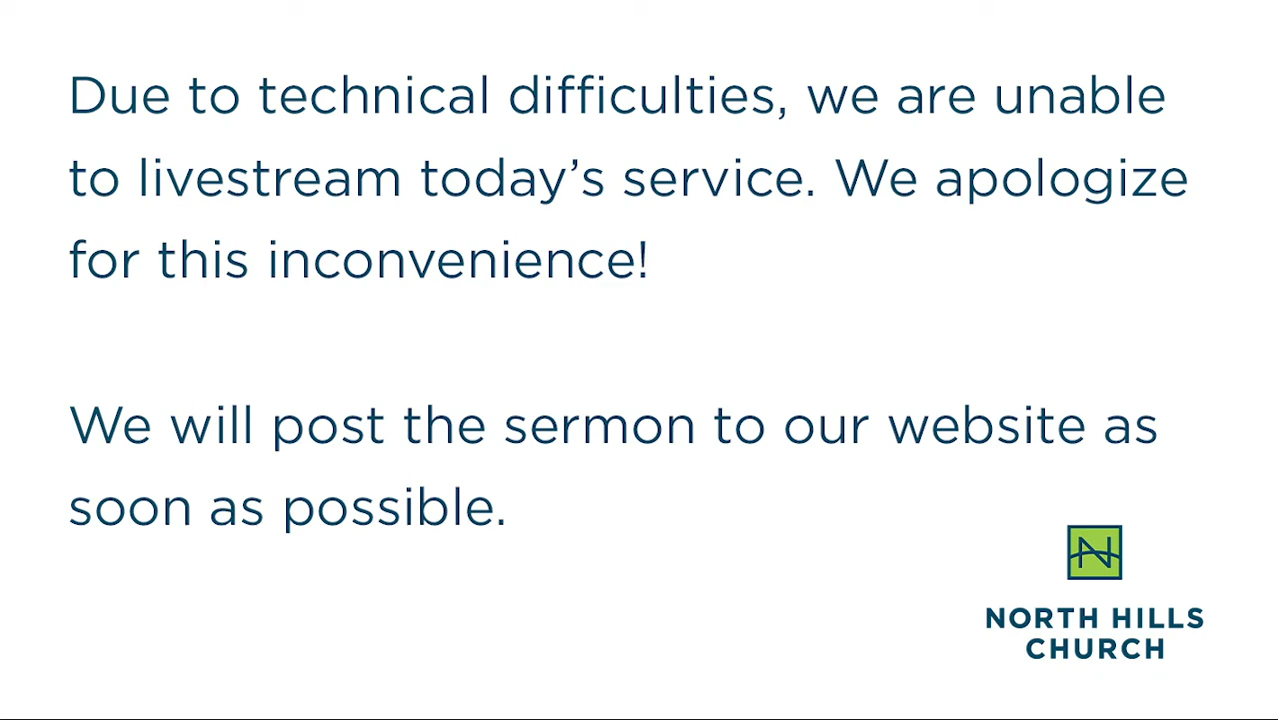 Due to technical difficulties, we are unable
to livestream today’s service. We apologize
for this inconvenience!
We will post the sermon to our website as
soon as possible.
N
NORTH HILLS
CHURCH